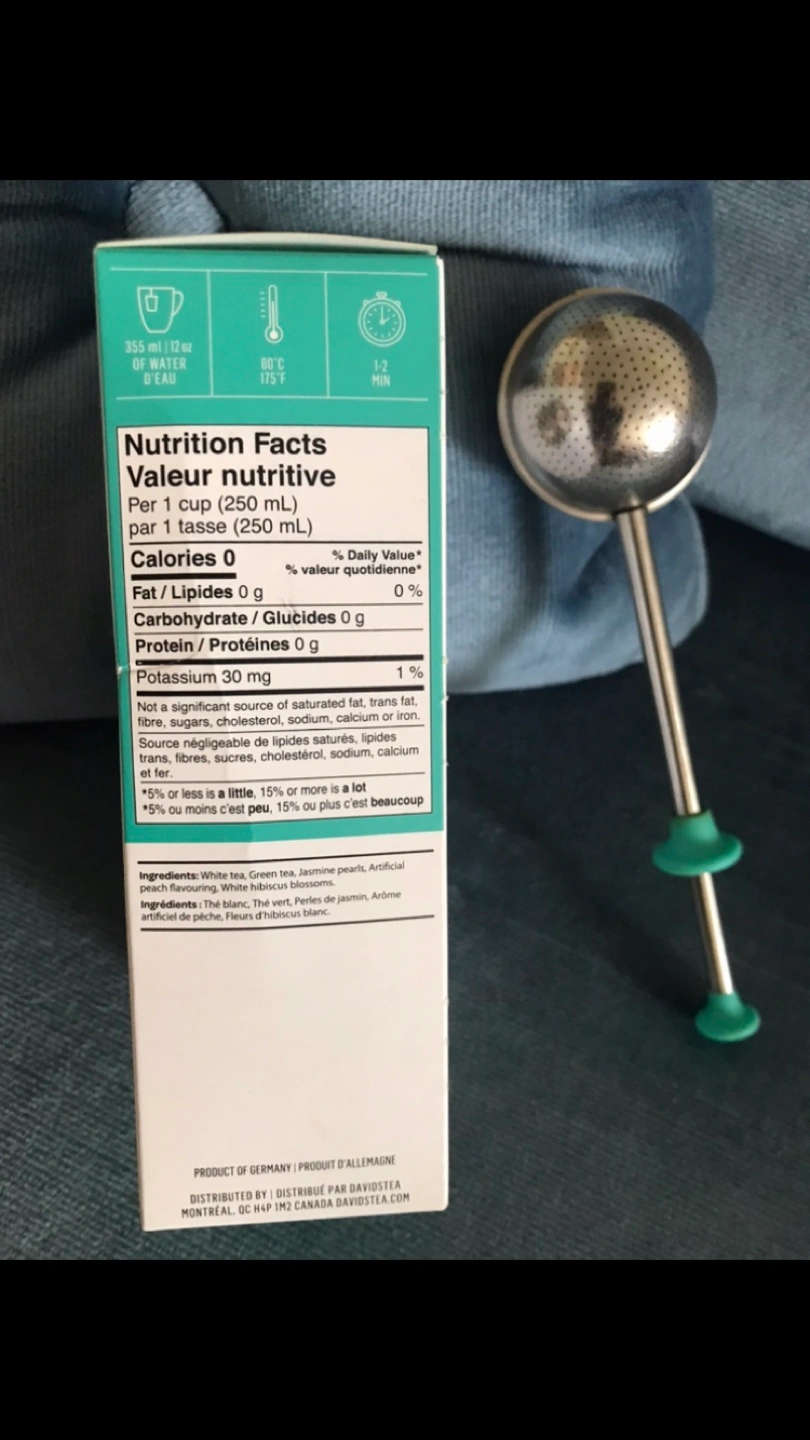 355 ml | 12 oz
OF WATER
D'EAU
80°C
175°F
1-2
MIN
Nutrition Facts
Valeur nutritive
Per 1 cup (250 mL)
par 1 tasse (250 mL)
Calories 0
% Daily Value*
% valeur quotidienne*
Fat / Lipides 0 g 0 %
Carbohydrate / Glucides 0 g
Protein / Protéines 0 g
Potassium 30 mg 1 %
Not a significant source of saturated fat, trans fat,
fibre, sugars, cholesterol, sodium, calcium or iron.
Source négligeable de lipides saturés, lipides
trans, fibres, sucres, cholestérol, sodium, calcium
et fer.
*5% or less is a little, 15% or more is a lot
*5% ou moins c'est peu, 15% ou plus c'est beaucoup
Ingredients: White tea, Green tea, Jasmine pearls, Artificial
peach flavouring, White hibiscus blossoms.
Ingrédients : Thé blanc, Thé vert, Perles de jasmin, Arôme
artificiel de pêche, Fleurs d'hibiscus blanc.
PRODUCT OF GERMANY | PRODUIT D'ALLEMAGNE
DISTRIBUTED BY | DISTRIBUÉ PAR DAVIDSTEA
MONTRÉAL, QC H4P 1M2 CANADA DAVIDSTEA.COM